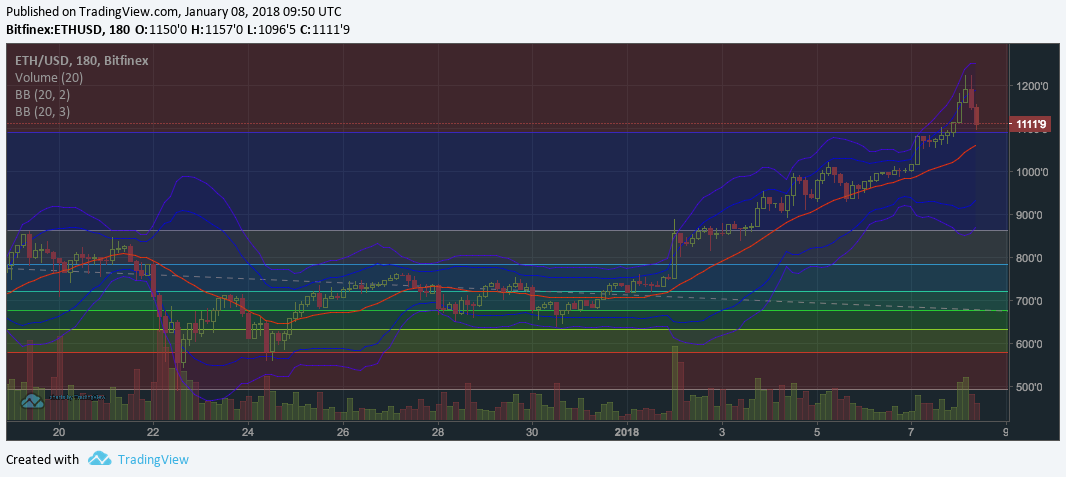 Published on TradingView.com, January 08, 2018 09:50 UTC
Bitfinex:ETHUSD, 180 O:1150'0 H:1157'0 L:1096'5 C:1111'9
ETH/USD, 180, Bitfinex
Volume (20)
BB (20, 2)
BB (20, 3)
1200'0
1111'9
1000'0
900'0
800'0
700'0
600'0
500'0
20 22 24 26 28 30 2018 3 5 7 9
Created with TradingView